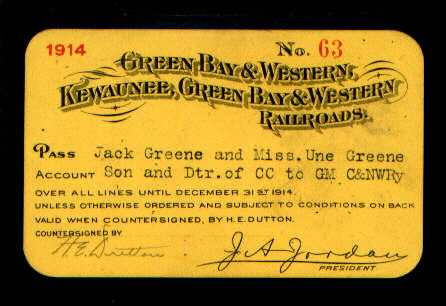 1914 No. 63
GREEN BAY & WESTERN,
KEWAUNEE, GREEN BAY & WESTERN
RAILROADS.
PASS Jack Greene and Miss. Une Greene
ACCOUNT Son and Dtr. of CC to GM C&NWRy
OVER ALL LINES UNTIL DECEMBER 31ST 1914.
UNLESS OTHERWISE ORDERED AND SUBJECT TO CONDITIONS ON BACK
VALID WHEN COUNTERSIGNED, BY H.E. DUTTON.
COUNTERSIGNED BY
H.E. Dutton J A Jordan
PRESIDENT